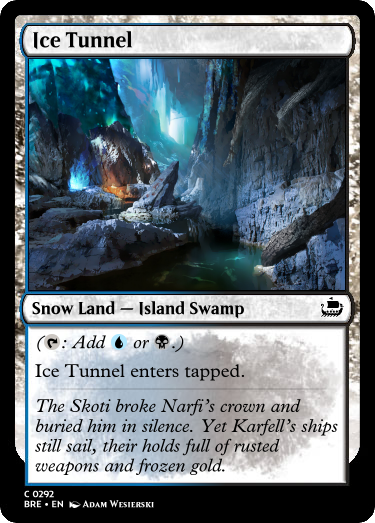 Ice Tunnel
Snow Land — Island Swamp
(: Add or .)
Ice Tunnel enters tapped.
The Skoti broke Narfi's crown and
buried him in silence. Yet Karfell's ships
still sail, their holds full of rusted
weapons and frozen gold.
C 0292
BRE • EN Adam Wesierski